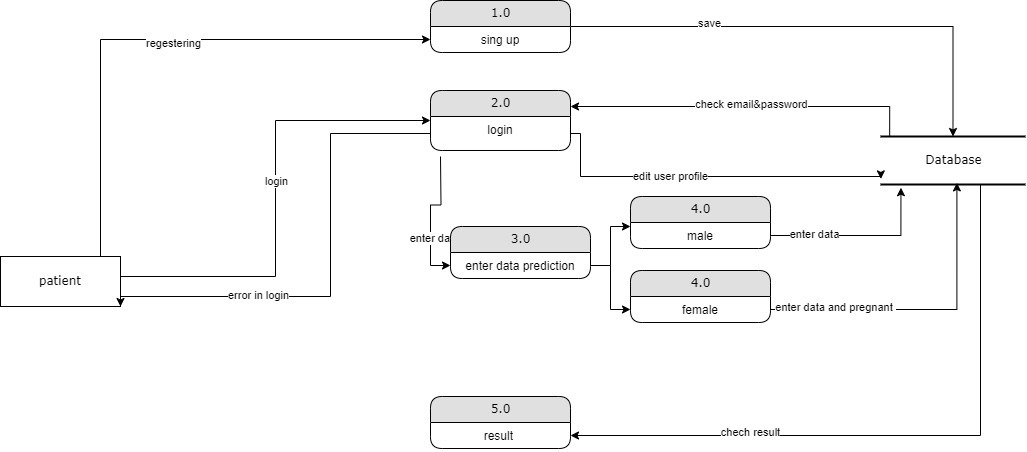 1.0
sing up
save
regestering
2.0
login
check email&password
Database
edit user profile
login
4.0
male
enter data
enter da
3.0
enter data prediction
4.0
female
enter data and pregnant
patient
error in login
5.0
result
chech result